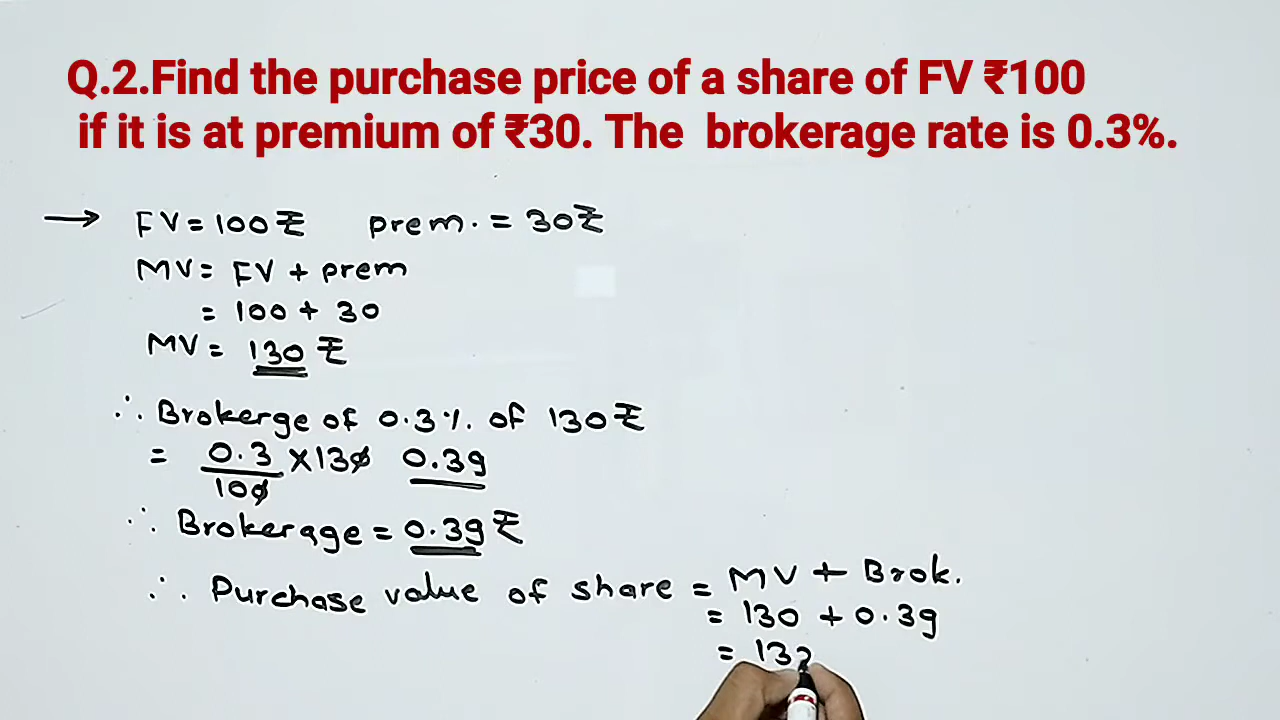 Q.2.Find the purchase price of a share of FV ₹100
if it is at premium of ₹30. The brokerage rate is 0.3%.
→ FV = 100 ₹ prem. = 30 ₹
MV = FV + prem
= 100 + 30
MV = 130 ₹
∴ Brokerge of 0.3% of 130 ₹
= 0.3/100 × 130 0.39
∴ Brokerage = 0.39 ₹
∴ Purchase value of share = MV + Brok.
= 130 + 0.39
= 13